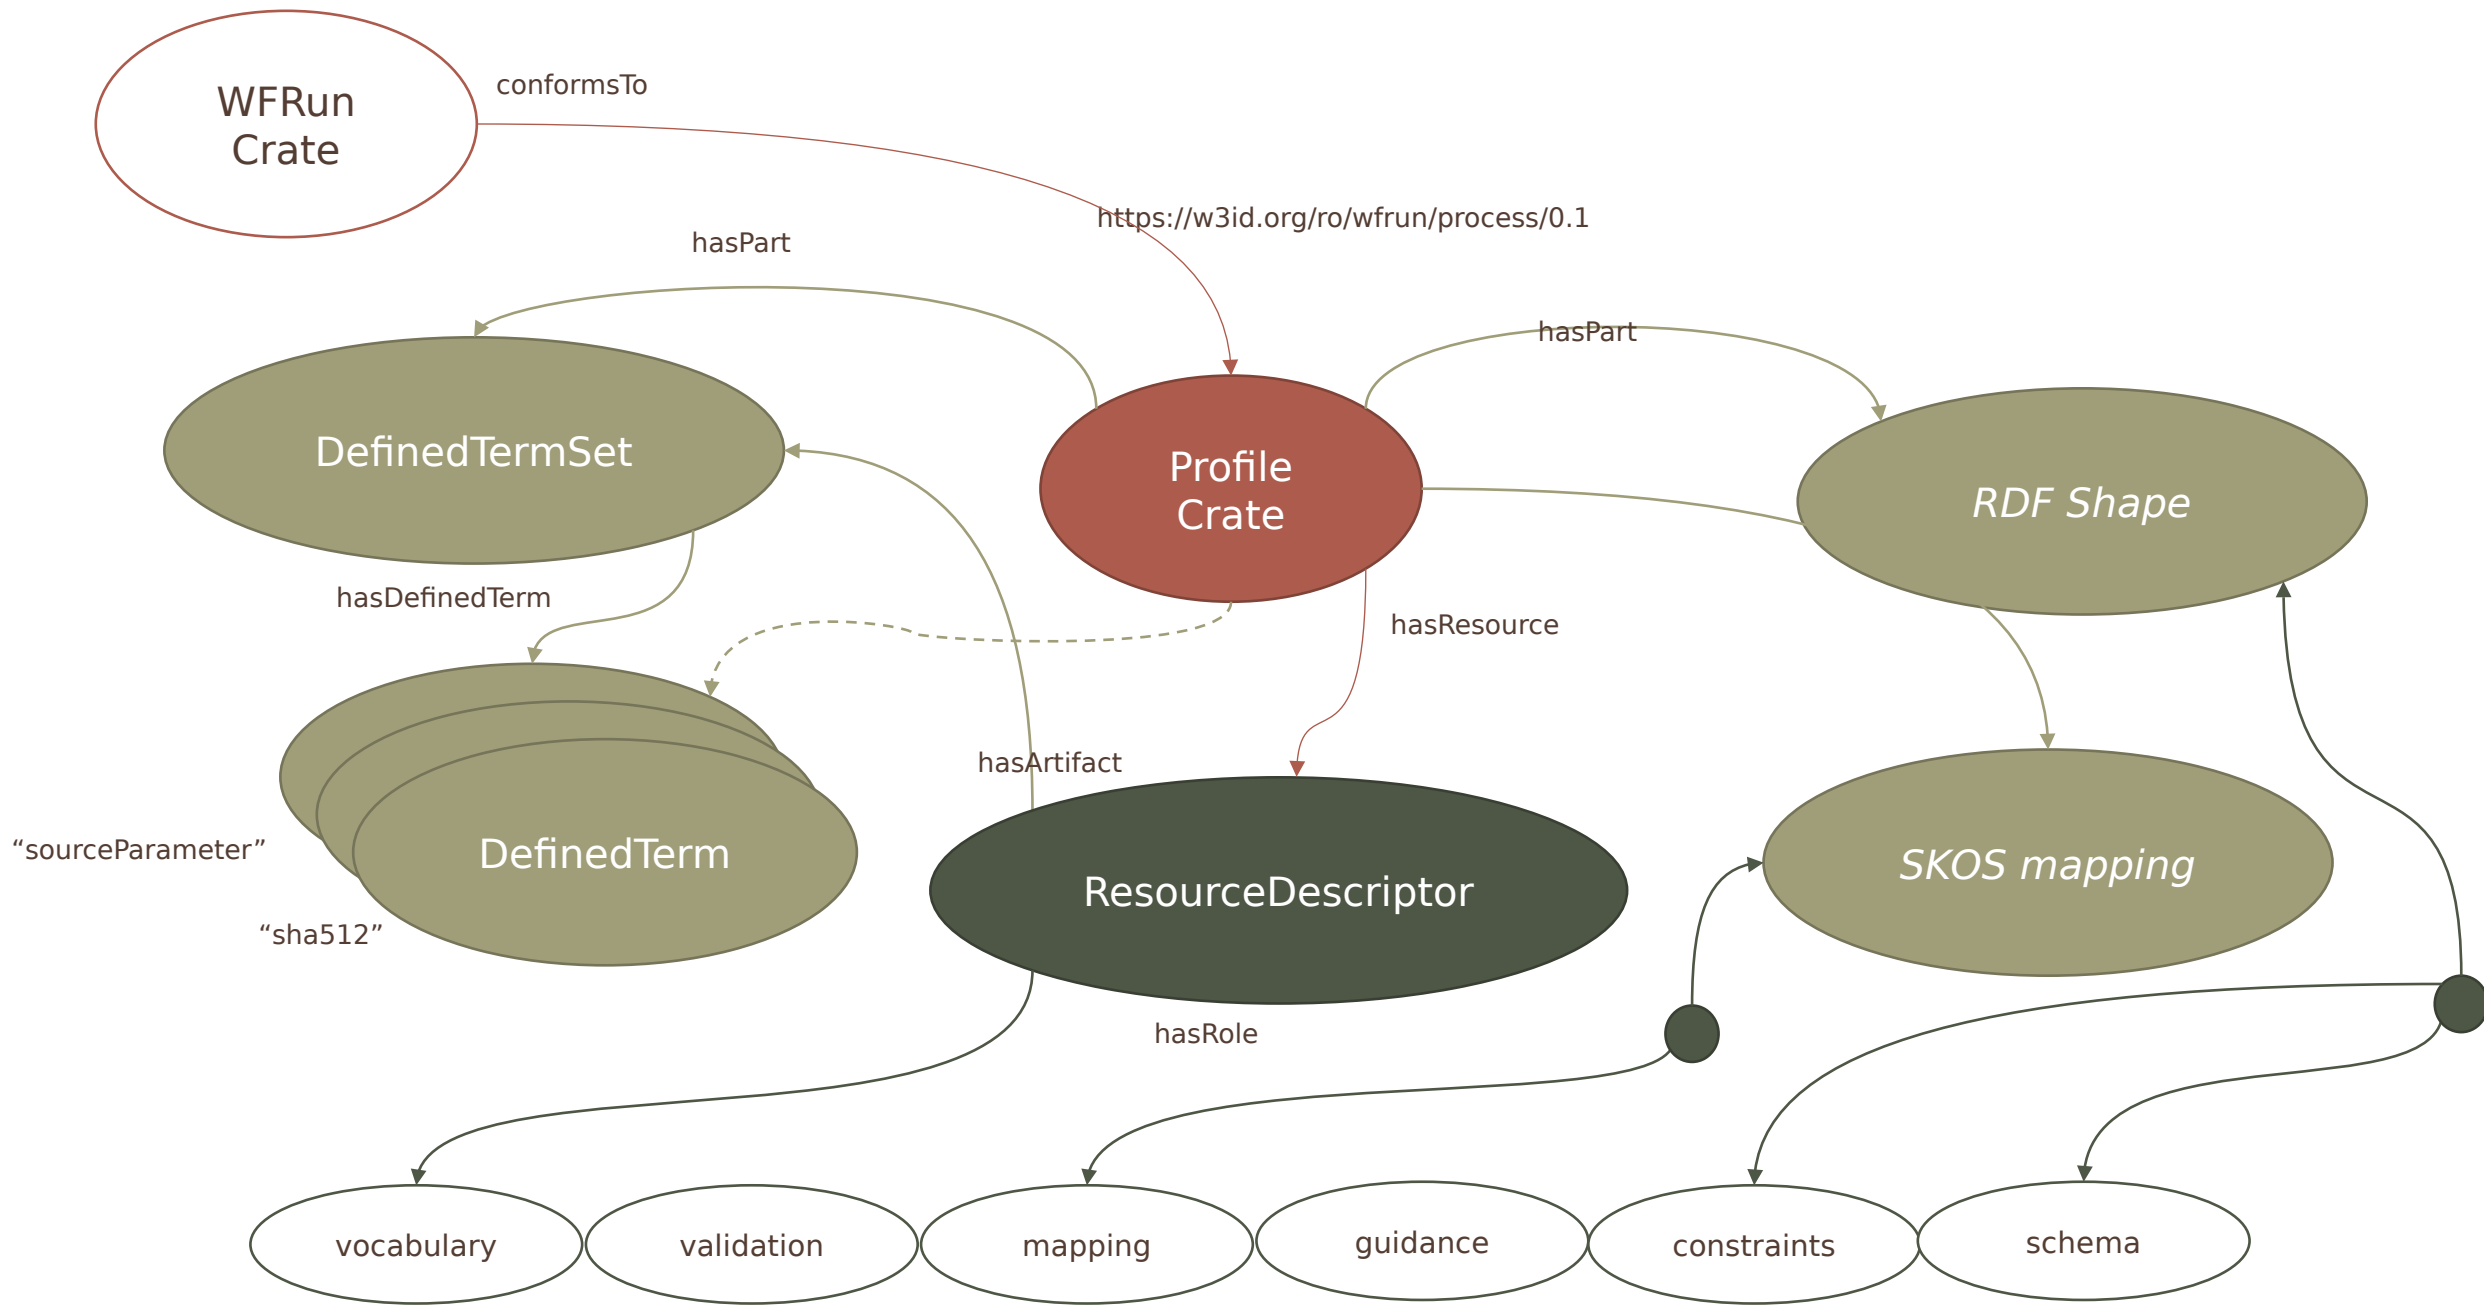 WFRun
Crate
conformsTo
https://w3id.org/ro/wfrun/process/0.1
hasPart
hasPart
DefinedTermSet
Profile
Crate
RDF Shape
hasDefinedTerm
hasResource
hasArtifact
“sourceParameter”
DefinedTerm
ResourceDescriptor
SKOS mapping
“sha512”
hasRole
vocabulary
validation
mapping
guidance
constraints
schema